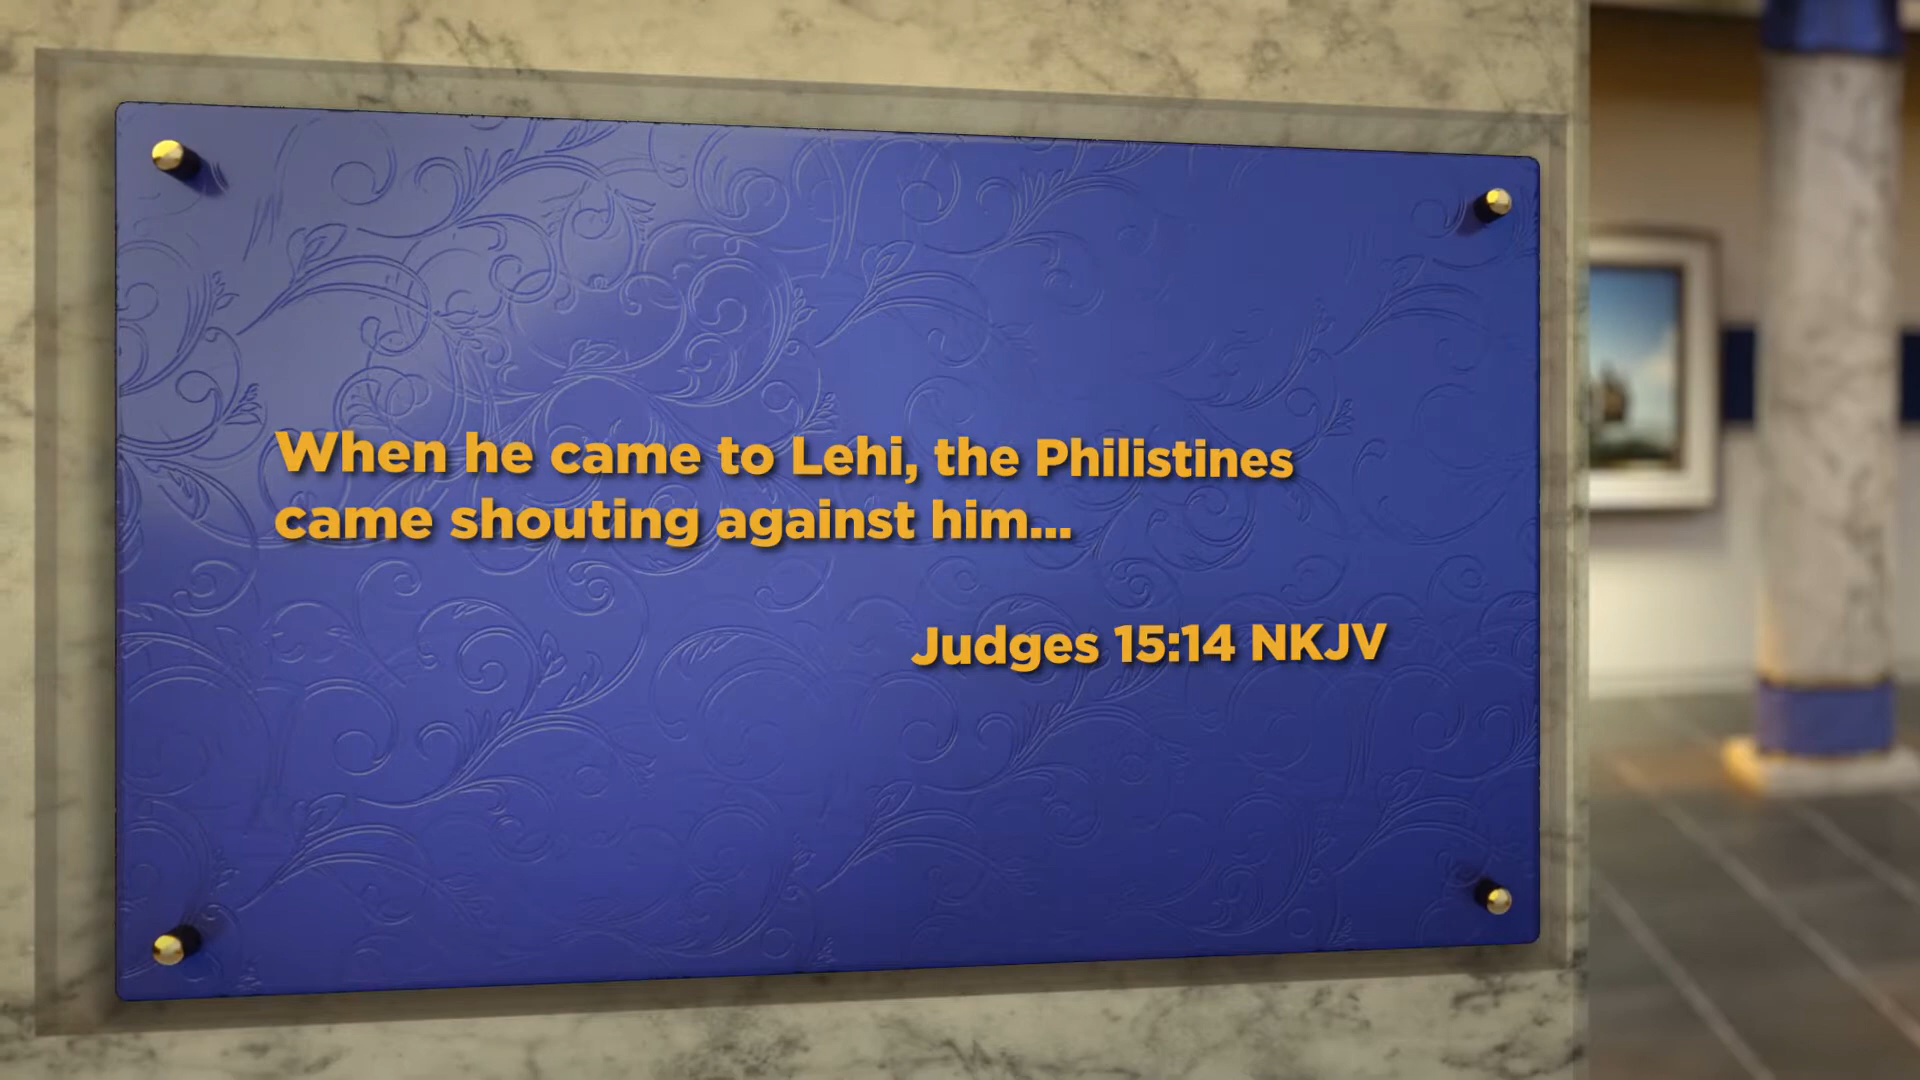 When he came to Lehi, the Philistines
came shouting against him...
Judges 15:14 NKJV